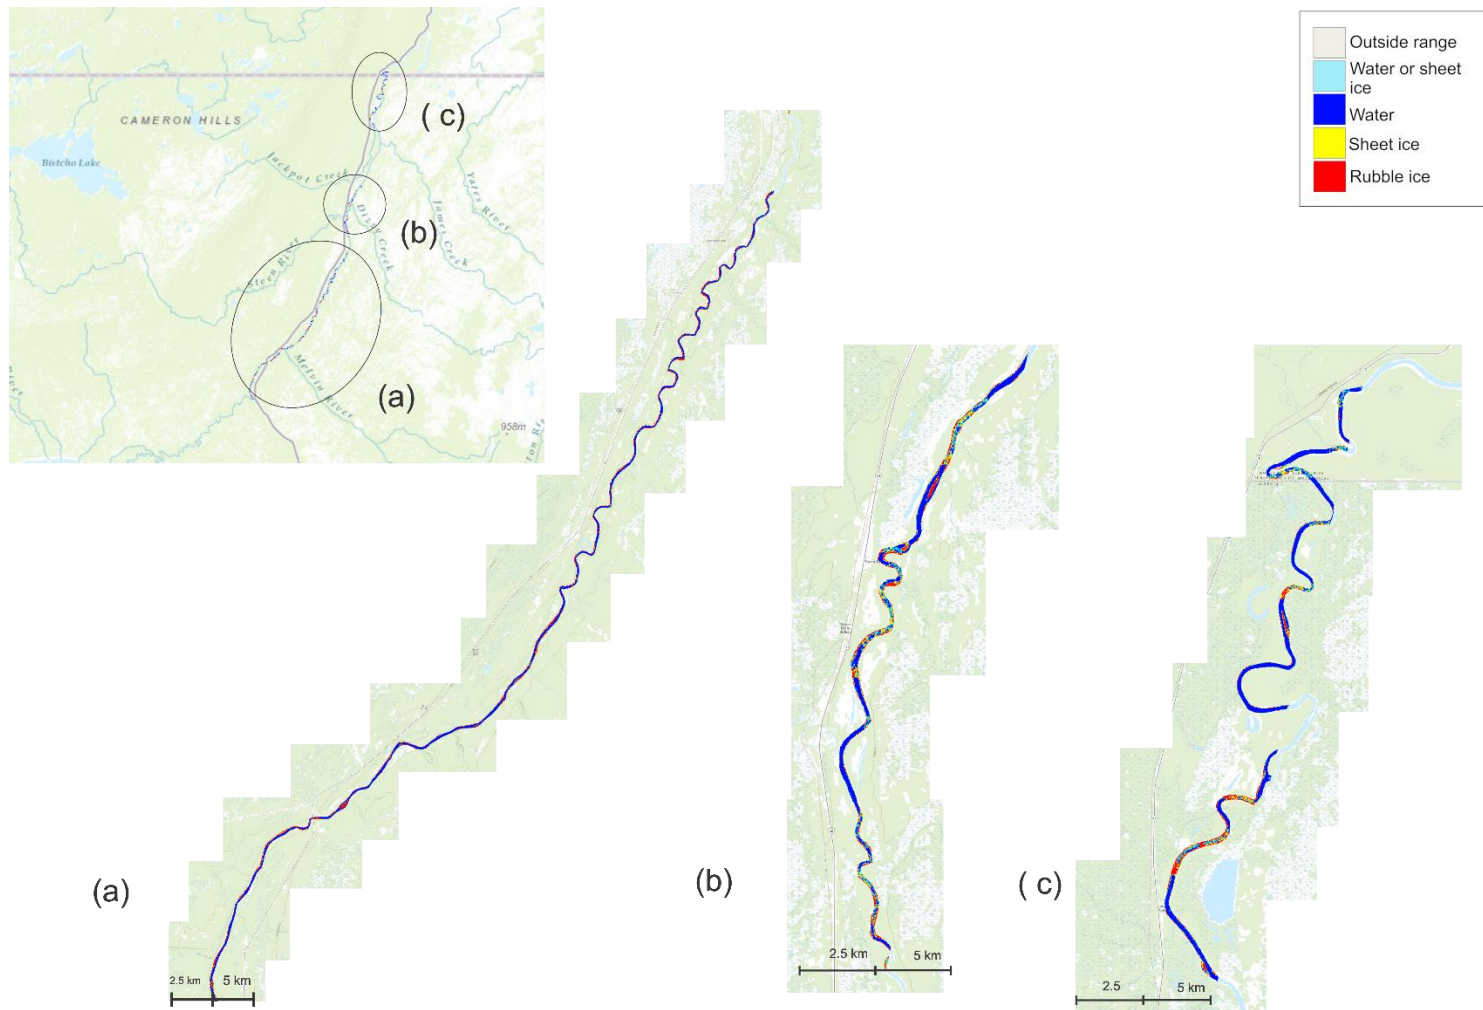 CAMERON HILLS
Bistcho Lake
Jackpot Creek
Dizzy Creek
James Creek
Yates River
Steen River
Melvin River
958m
(c)
(b)
(a)
Outside range
Water or sheet
ice
Water
Sheet ice
Rubble ice
(a)
2.5 km
5 km
(b)
2.5 km
5 km
(c)
2.5
5 km